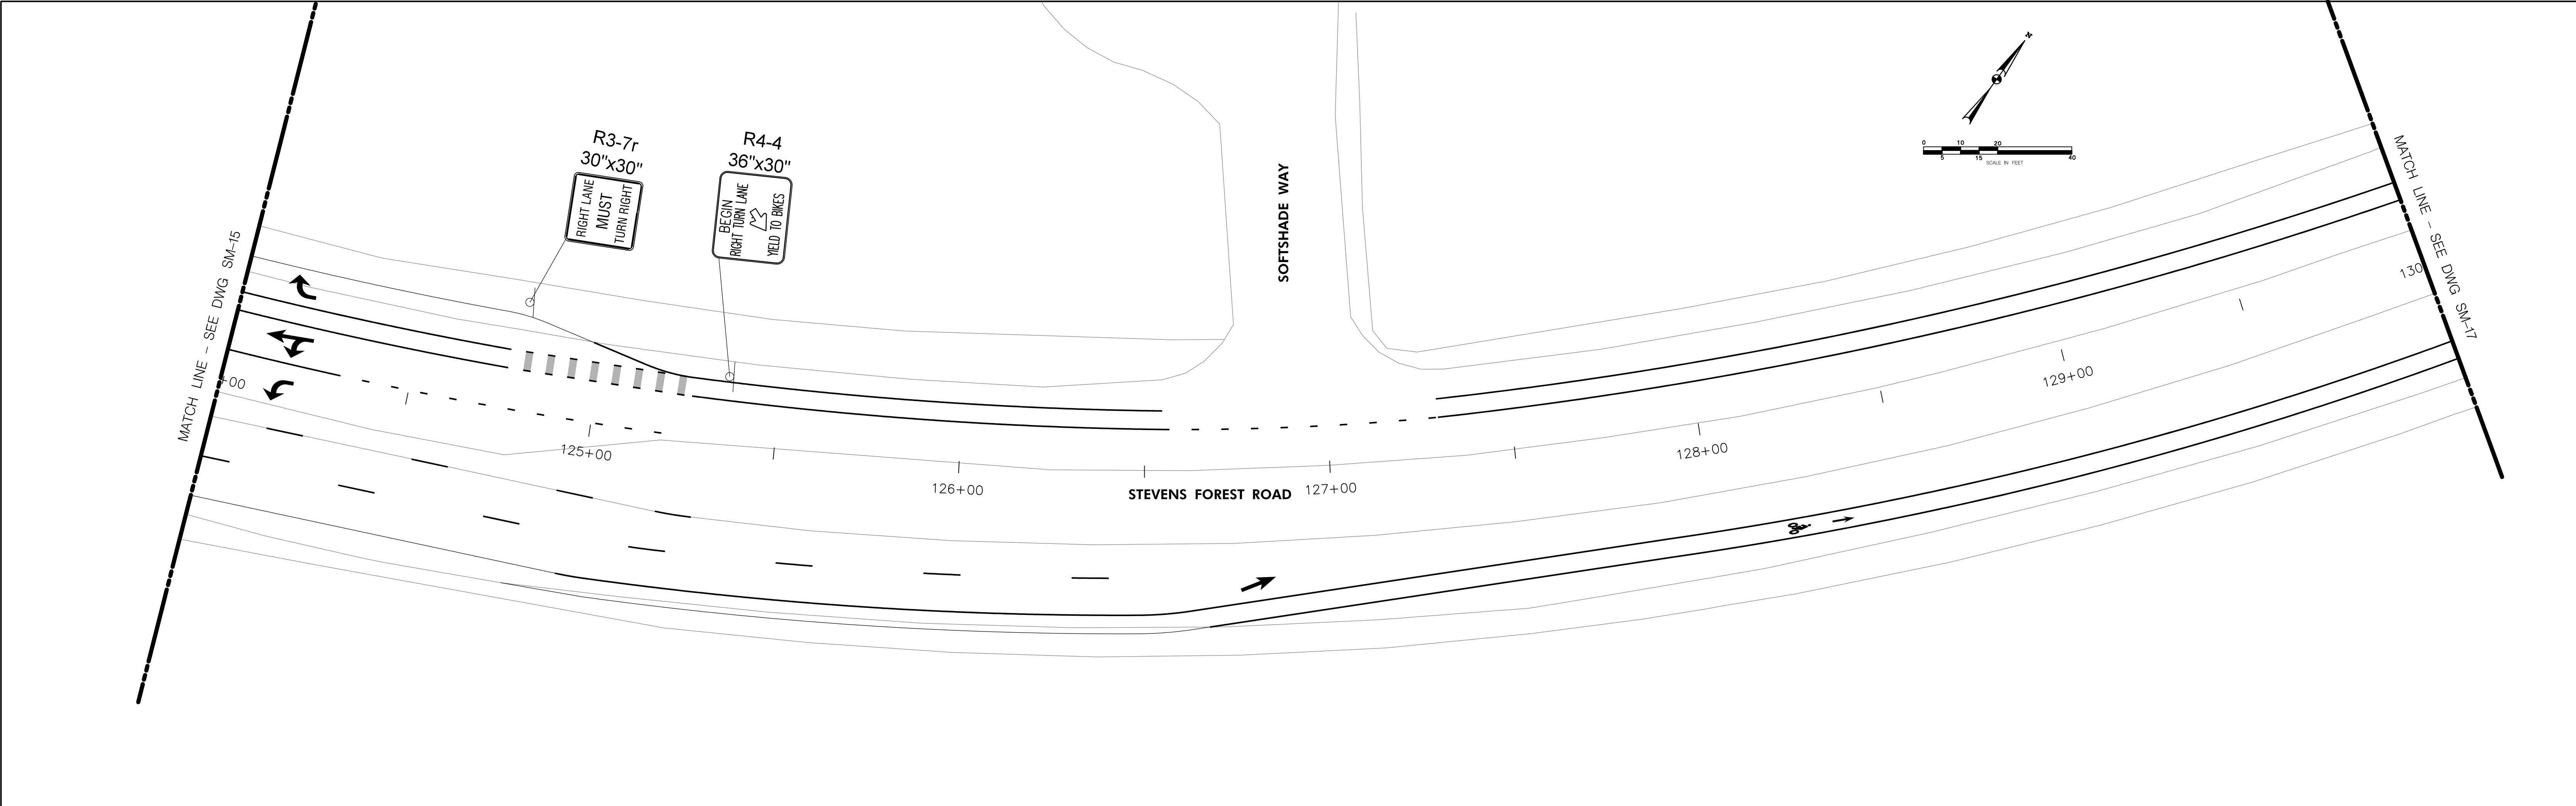 MATCH LINE - SEE DWG SM-15
R3-7r
30"x30"
RIGHT LANE
MUST
TURN RIGHT
R4-4
36"x30"
BEGIN
RIGHT TURN LANE
YIELD TO BIKES
SOFTSHADE WAY
N
0 10 20
5 15 40
SCALE IN FEET
MATCH LINE - SEE DWG SM-17
+00
125+00
126+00
127+00
128+00
129+00
130
STEVENS FOREST ROAD